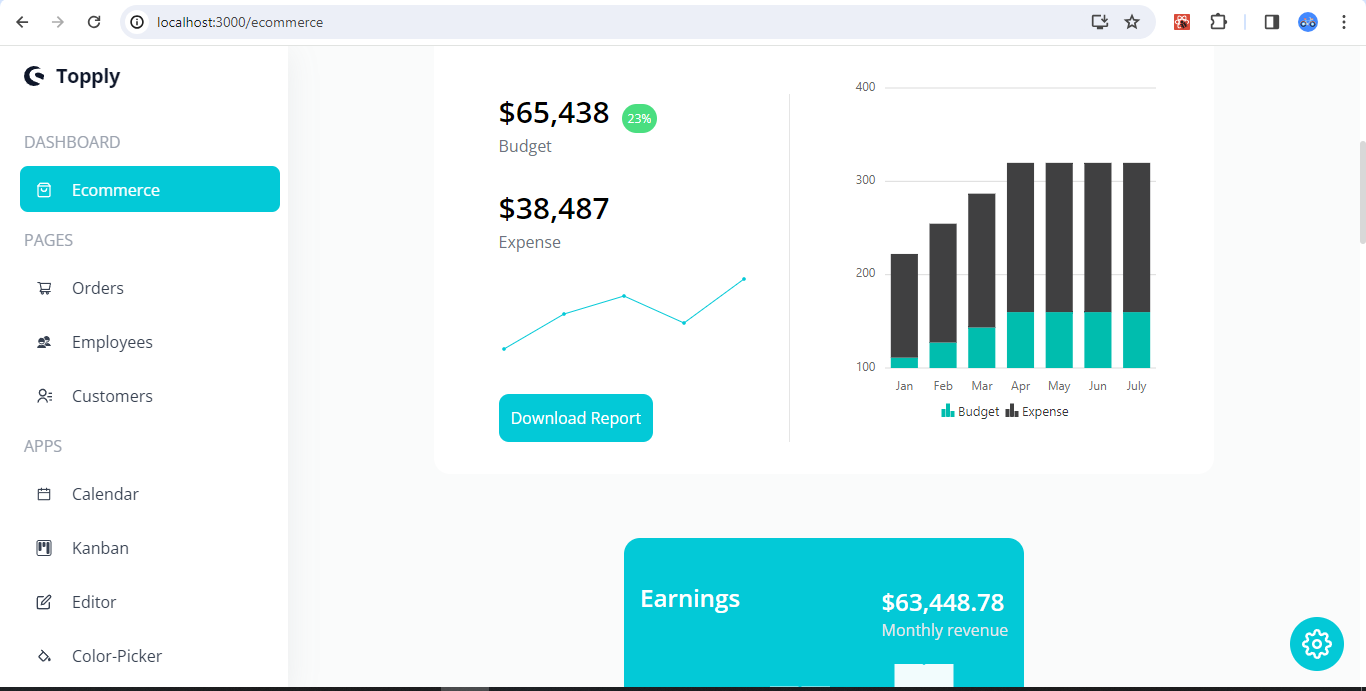 localhost:3000/ecommerce
Topply
DASHBOARD
Ecommerce
PAGES
Orders
Employees
Customers
APPS
Calendar
Kanban
Editor
Color-Picker
$65,438 23%
Budget
$38,487
Expense
Download Report
400
300
200
100
Jan Feb Mar Apr May Jun July
Budget Expense
Earnings
$63,448.78
Monthly revenue